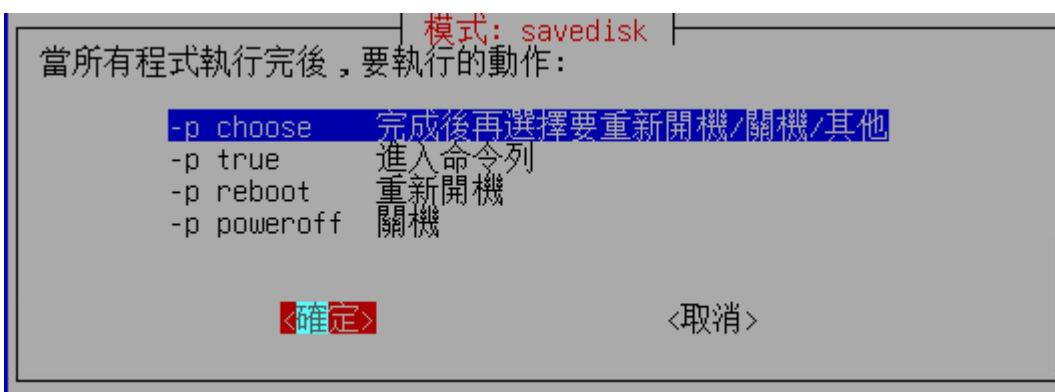 模式: savedisk
當所有程式執行完後，要執行的動作:
-p choose 完成後再選擇要重新開機/關機/其他
-p true 進入命令列
-p reboot 重新開機
-p poweroff 關機
<確定> <取消>